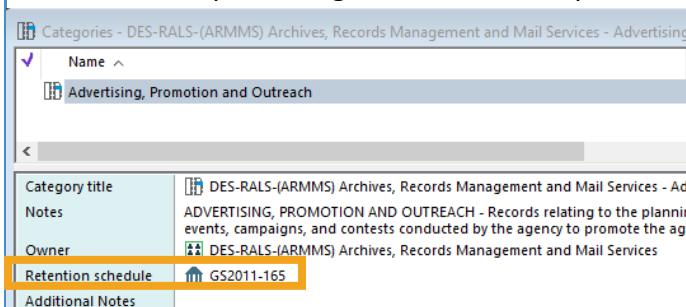 Categories - DES-RALS-(ARMMS) Archives, Records Management and Mail Services - Advertising
Name
Advertising, Promotion and Outreach
Category title DES-RALS-(ARMMS) Archives, Records Management and Mail Services - Ad
Notes ADVERTISING, PROMOTION AND OUTREACH - Records relating to the plannin
events, campaigns, and contests conducted by the agency to promote the ag
Owner DES-RALS-(ARMMS) Archives, Records Management and Mail Services
Retention schedule GS2011-165
Additional Notes